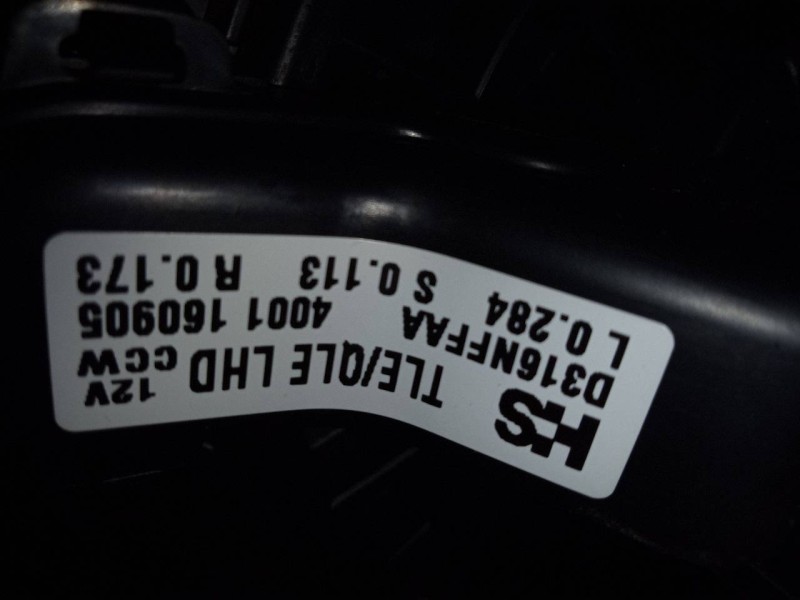 HS TLE/QLE LHD 12V CCW
D316NFFAA 4001 160905
L 0.284 S 0.113 R 0.173